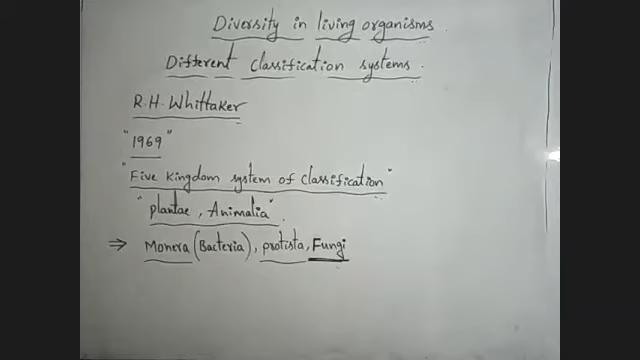 Diversity in living organisms.
Different classification systems.
R.H. Whittaker
"1969"
"Five kingdom system of classification"
"plantae, Animalia".
⇒ Monera (Bacteria), protista, Fungi